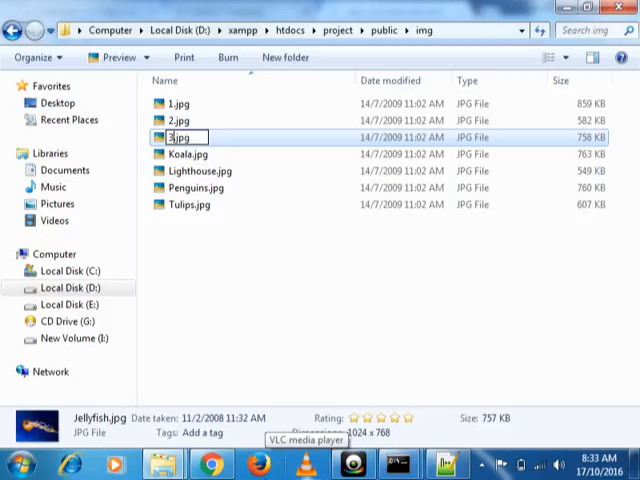 Computer ▸ Local Disk (D:) ▸ xampp ▸ htdocs ▸ project ▸ public ▸ img
Search img
Organize Preview Print Burn New folder
Name Date modified Type Size
Favorites
Desktop
Recent Places
Libraries
Documents
Music
Pictures
Videos
Computer
Local Disk (C:)
Local Disk (D:)
Local Disk (E:)
CD Drive (G:)
New Volume (I:)
Network
1.jpg 14/7/2009 11:02 AM JPG File 859 KB
2.jpg 14/7/2009 11:02 AM JPG File 582 KB
3.jpg 14/7/2009 11:02 AM JPG File 758 KB
Koala.jpg 14/7/2009 11:02 AM JPG File 763 KB
Lighthouse.jpg 14/7/2009 11:02 AM JPG File 549 KB
Penguins.jpg 14/7/2009 11:02 AM JPG File 760 KB
Tulips.jpg 14/7/2009 11:02 AM JPG File 607 KB
Jellyfish.jpg Date taken: 11/2/2008 11:32 AM Rating: Size: 757 KB
JPG File Tags: Add a tag 1024 x 768
VLC media player
8:33 AM
17/10/2016